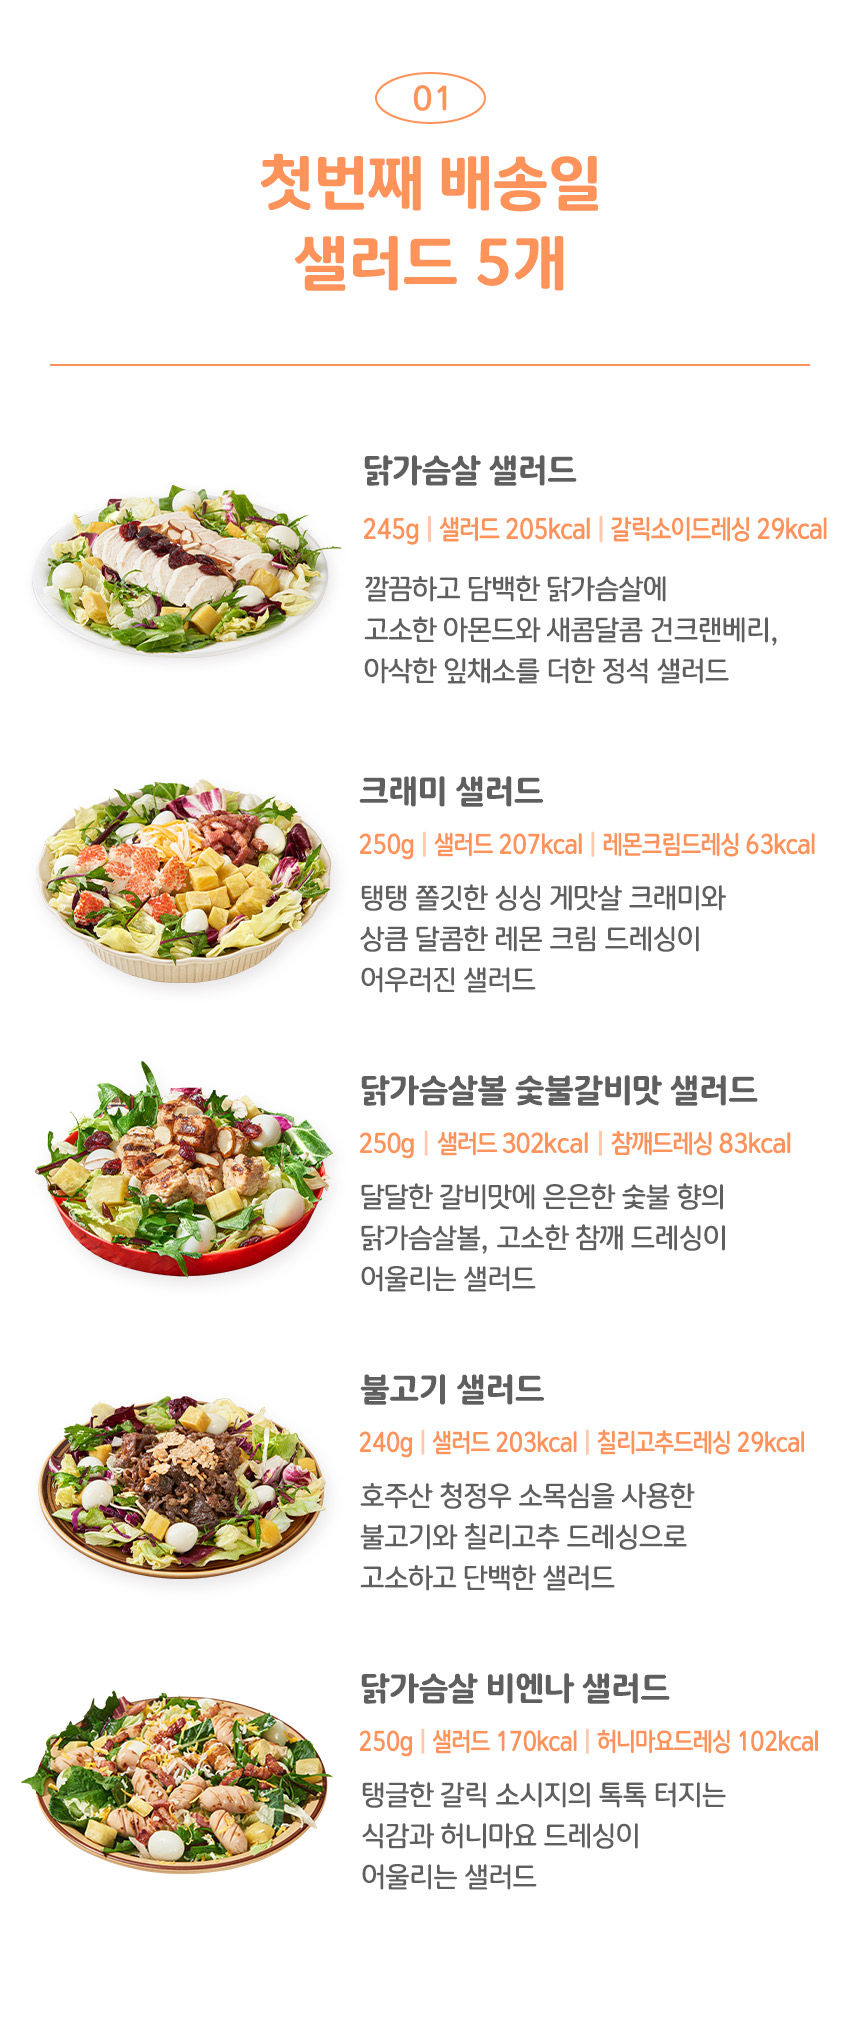 01
첫번째 배송일
샐러드 5개
닭가슴살 샐러드
245g | 샐러드 205kcal | 갈릭소이드레싱 29kcal
깔끔하고 담백한 닭가슴살에
고소한 아몬드와 새콤달콤 건크랜베리,
아삭한 잎채소를 더한 정석 샐러드
크래미 샐러드
250g | 샐러드 207kcal | 레몬크림드레싱 63kcal
탱탱 쫄깃한 싱싱 게맛살 크래미와
상큼 달콤한 레몬 크림 드레싱이
어우러진 샐러드
닭가슴살볼 숯불갈비맛 샐러드
250g | 샐러드 302kcal | 참깨드레싱 83kcal
달달한 갈비맛에 은은한 숯불 향의
닭가슴살볼, 고소한 참깨 드레싱이
어울리는 샐러드
불고기 샐러드
240g | 샐러드 203kcal | 칠리고추드레싱 29kcal
호주산 청정우 소목심을 사용한
불고기와 칠리고추 드레싱으로
고소하고 단백한 샐러드
닭가슴살 비엔나 샐러드
250g | 샐러드 170kcal | 허니마요드레싱 102kcal
탱글한 갈릭 소시지의 톡톡 터지는
식감과 허니마요 드레싱이
어울리는 샐러드